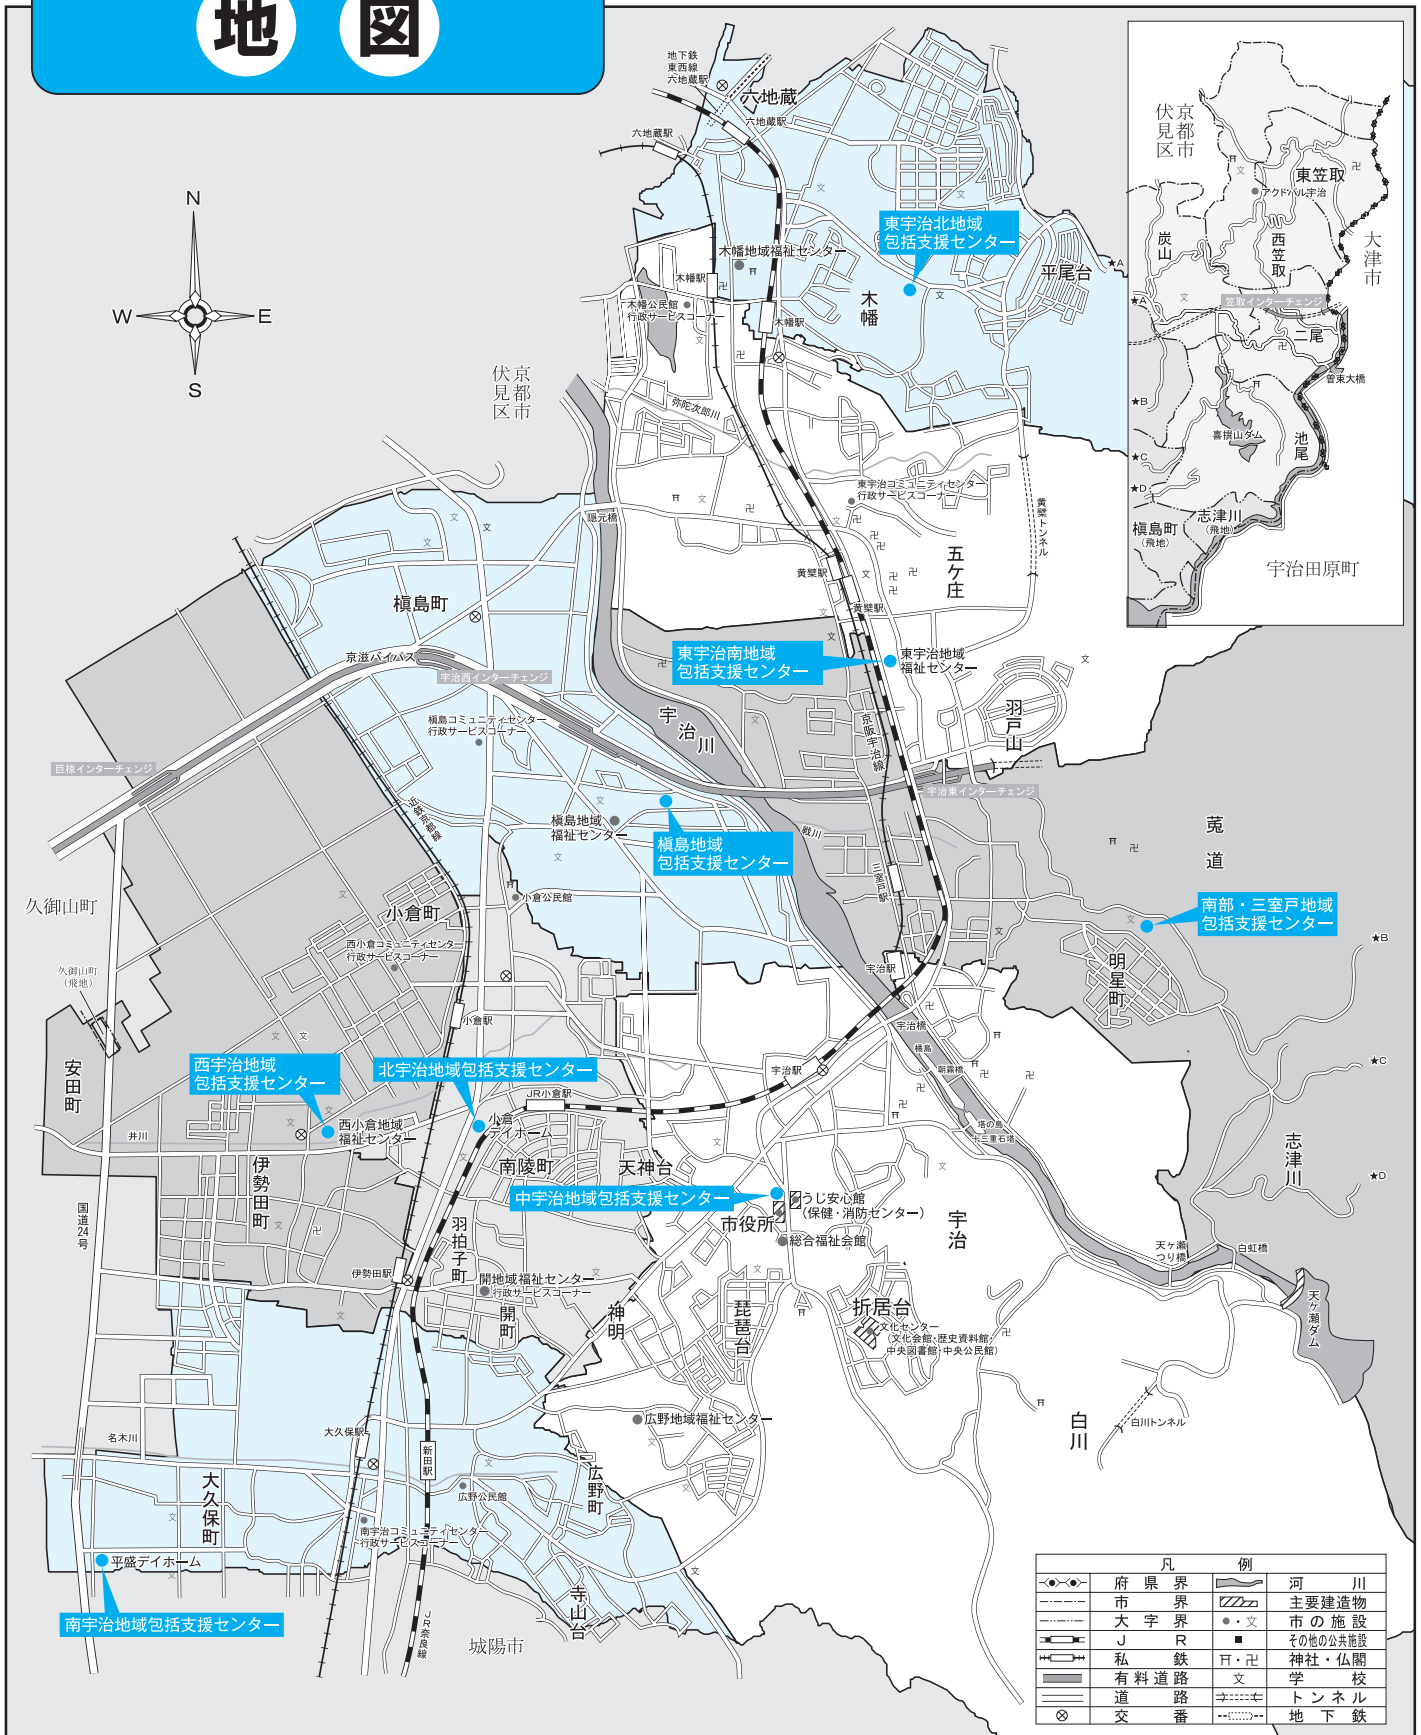 地図
地下鉄
東西線
六地蔵駅
六地蔵
六地蔵駅
六地蔵駅
N
W
E
S
東宇治北地域
包括支援センター
木幡地域福祉センター
木幡駅
木幡公民館
行政サービスコーナー
木幡駅
木幡
平尾台
★A
京都市
伏見区
弥陀次郎川
東宇治コミュニティセンター
行政サービスコーナー
黄檗トンネル
隠元橋
五ケ庄
黄檗駅
黄檗駅
槇島町
京滋バイパス
宇治西インターチェンジ
東宇治南地域
包括支援センター
東宇治地域
福祉センター
槇島コミュニティセンター
行政サービスコーナー
宇治川
京阪宇治線
羽戸山
巨椋インターチェンジ
近鉄京都線
宇治東インターチェンジ
槇島地域
福祉センター
槇島地域
包括支援センター
戦川
三室戸駅
菟道
久御山町
小倉町
小倉公民館
南部・三室戸地域
包括支援センター
★B
西小倉コミュニティセンター
行政サービスコーナー
久御山町
(飛地)
宇治駅
明星町
小倉駅
宇治橋
橘島
朝霧橋
安田町
西宇治地域
包括支援センター
北宇治地域包括支援センター
宇治駅
★C
JR小倉駅
小倉
デイホーム
西小倉地域
福祉センター
井川
塔の島
十三重石塔
伊勢田町
南陵町
天神台
志津川
★D
中宇治地域包括支援センター
うじ安心館
(保健・消防センター)
市役所
総合福祉会館
宇治
国道24号
羽拍子町
天ヶ瀬
つり橋
白虹橋
伊勢田駅
開地域福祉センター
行政サービスコーナー
開町
神明
琵琶台
折居台
文化センター
(文化会館・歴史資料館・
中央図書館・中央公民館)
天ヶ瀬ダム
広野地域福祉センター
白川
白川トンネル
名木川
大久保駅
新田駅
大久保町
広野公民館
広野町
南宇治コミュニティセンター
行政サービスコーナー
平盛デイホーム
南宇治地域包括支援センター
寺山台
JR奈良線
城陽市
京都市
伏見区
東笠取
アクトパル宇治
炭山
西笠取
大津市
★A
笠取インターチェンジ
二尾
曽束大橋
★B
喜撰山ダム
池尾
★C
★D
槇島町
(飛地)
志津川
(飛地)
宇治田原町
凡例
府県界 河川
市界 主要建造物
大字界 ●・文 市の施設
JR ■ その他の公共施設
私鉄 ⛩・卍 神社・仏閣
有料道路 文 学校
道路 トンネル
⊗ 交番 地下鉄